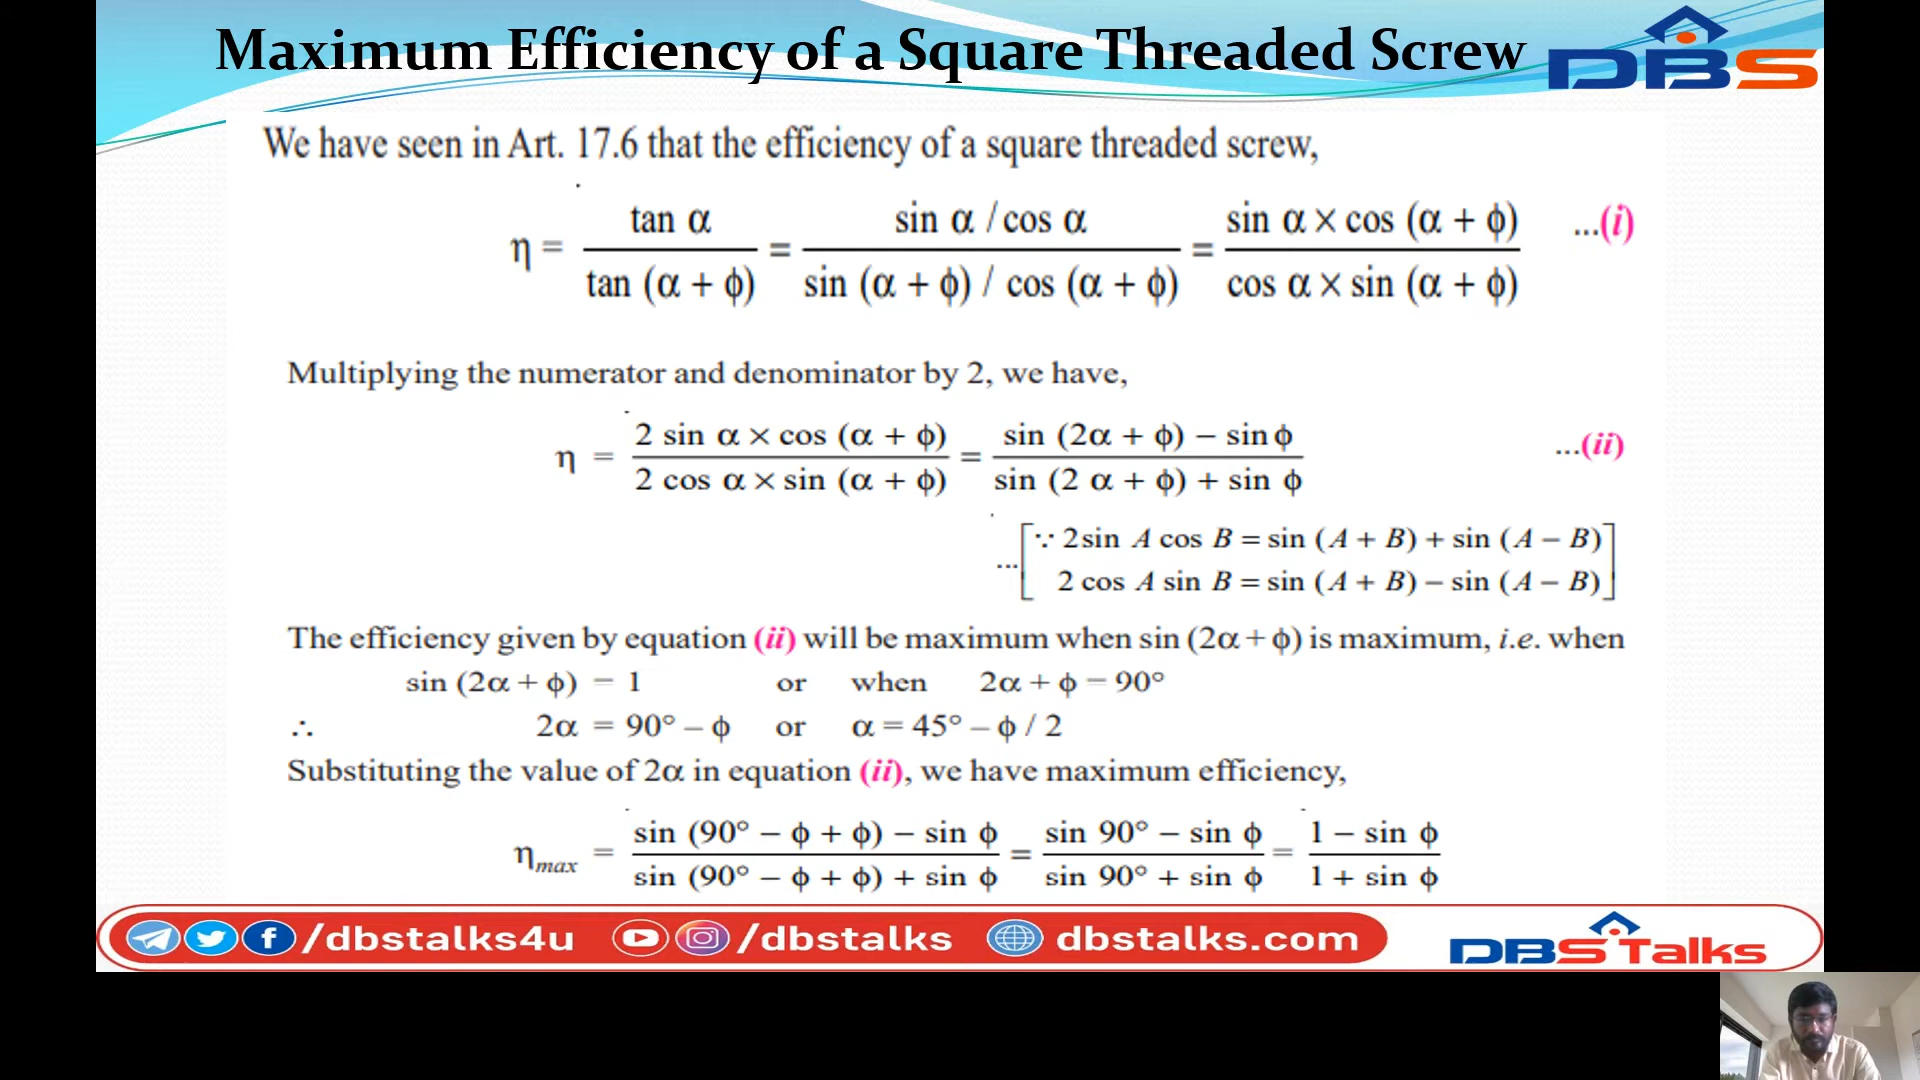 Maximum Efficiency of a Square Threaded Screw
DBS
We have seen in Art. 17.6 that the efficiency of a square threaded screw,
η = tan α / tan (α + ϕ) = sin α / cos α / sin (α + ϕ) / cos (α + ϕ) = sin α × cos (α + ϕ) / cos α × sin (α + ϕ) ...(i)
Multiplying the numerator and denominator by 2, we have,
η = 2 sin α × cos (α + ϕ) / 2 cos α × sin (α + ϕ) = sin (2α + ϕ) – sin ϕ / sin (2 α + ϕ) + sin ϕ ...(ii)
...[∵ 2sin A cos B = sin (A + B) + sin (A – B)
2 cos A sin B = sin (A + B) – sin (A – B)]
The efficiency given by equation (ii) will be maximum when sin (2α + ϕ) is maximum, i.e. when
sin (2α + ϕ) = 1 or when 2α + ϕ = 90°
∴ 2α = 90° – ϕ or α = 45° – ϕ / 2
Substituting the value of 2α in equation (ii), we have maximum efficiency,
ηmax = sin (90° – ϕ + ϕ) – sin ϕ / sin (90° – ϕ + ϕ) + sin ϕ = sin 90° – sin ϕ / sin 90° + sin ϕ = 1 – sin ϕ / 1 + sin ϕ
/dbstalks4u /dbstalks dbstalks.com DBS Talks